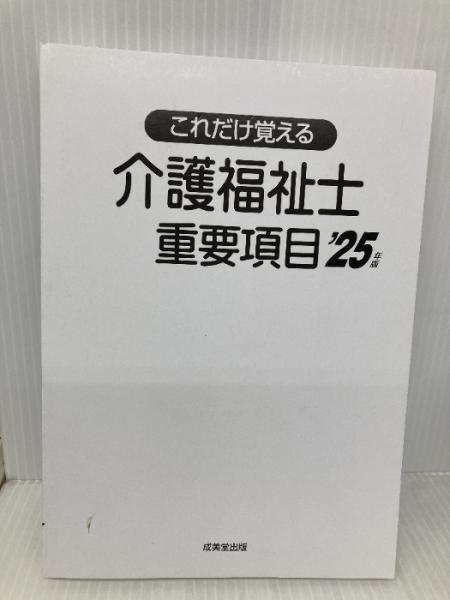 これだけ覚える
介護福祉士
重要項目'25年版
成美堂出版